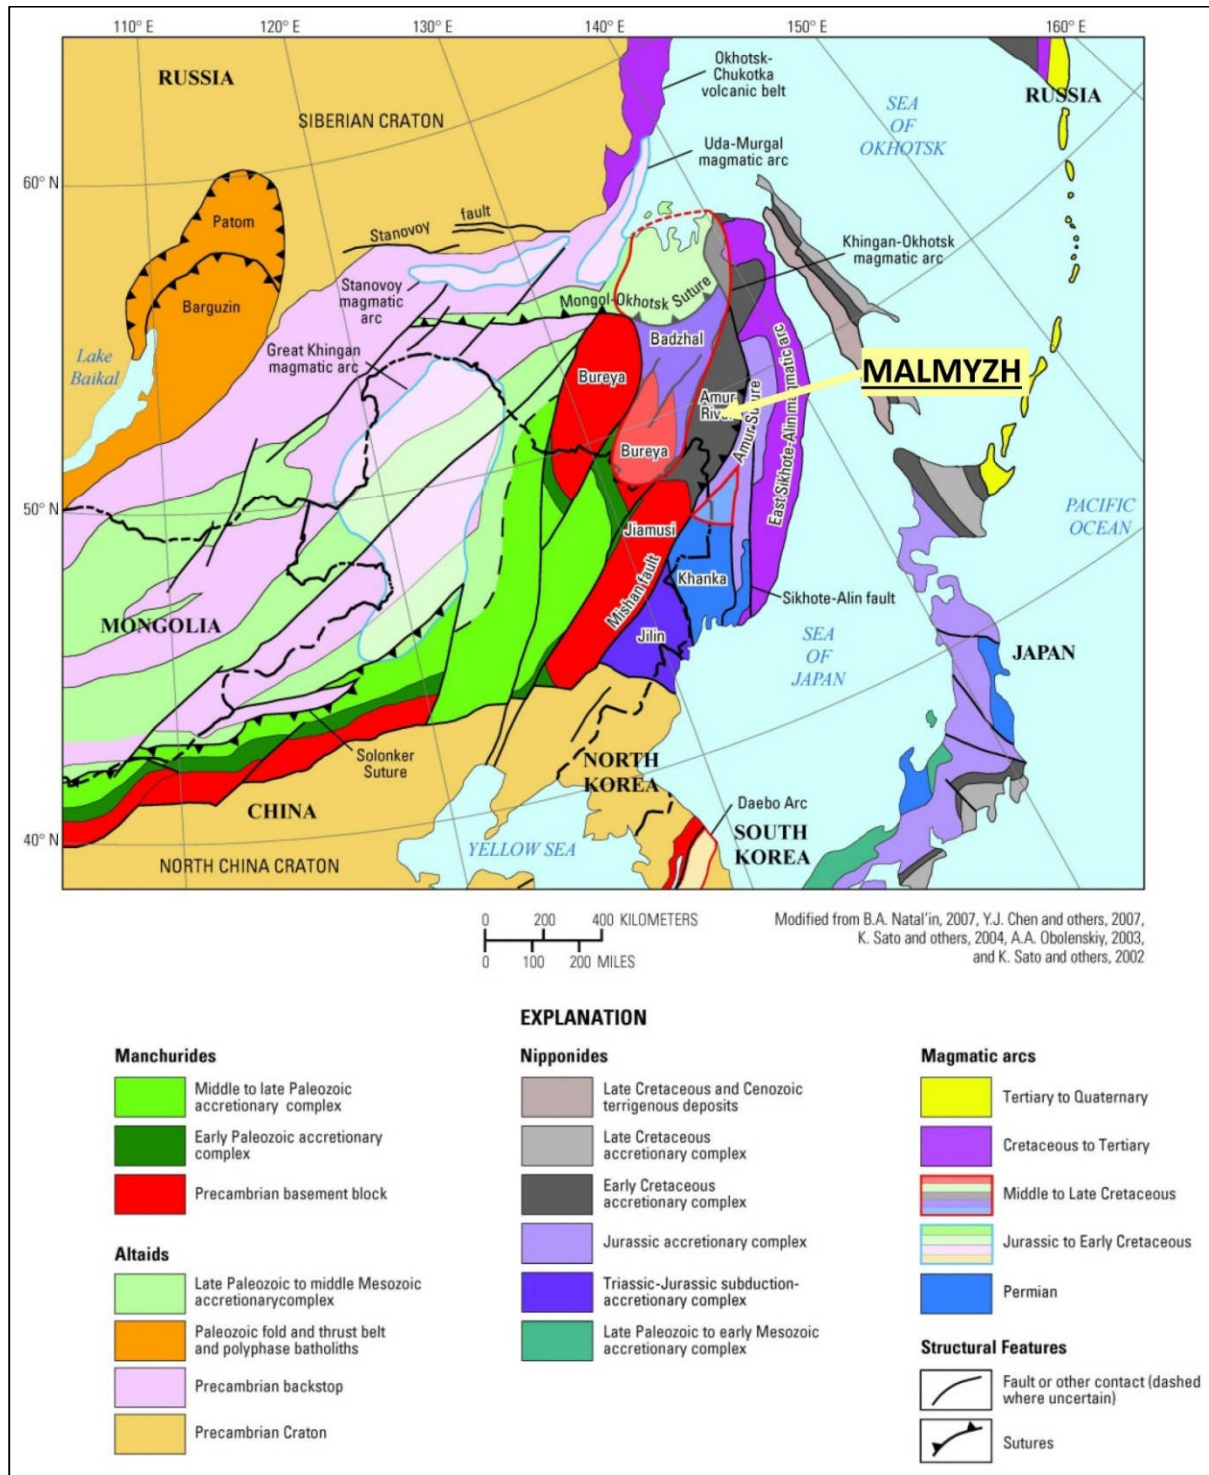 110° E
120° E
130° E
140° E
150° E
160° E
RUSSIA
SIBERIAN CRATON
Okhotsk-
Chukotka
volcanic belt
SEA
OF
OKHOTSK
RUSSIA
Uda-Murgal
magmatic arc
60° N
Patom
Stanovoy fault
Khingan-Okhotsk
magmatic arc
Barguzin
Stanovoy
magmatic
arc
Mongol-Okhotsk Suture
Lake
Baikal
Great Khingan
magmatic arc
Badzhal
Bureya
MALMYZH
Amur
River
Amur Suture
East Sikhote-Alin magmatic arc
Bureya
50° N
PACIFIC
OCEAN
Jiamusi
Mishan fault
Khanka
Sikhote-Alin fault
MONGOLIA
Jilin
SEA
OF
JAPAN
JAPAN
Solonker
Suture
NORTH
KOREA
CHINA
Daebo Arc
40° N
NORTH CHINA CRATON
YELLOW SEA
SOUTH
KOREA
0 200 400 KILOMETERS
0 100 200 MILES
Modified from B.A. Natal'in, 2007, Y.J. Chen and others, 2007,
K. Sato and others, 2004, A.A. Obolenskiy, 2003,
and K. Sato and others, 2002
EXPLANATION
Manchurides
Middle to late Paleozoic
accretionary complex
Early Paleozoic accretionary
complex
Precambrian basement block
Altaids
Late Paleozoic to middle Mesozoic
accretionarycomplex
Paleozoic fold and thrust belt
and polyphase batholiths
Precambrian backstop
Precambrian Craton
Nipponides
Late Cretaceous and Cenozoic
terrigenous deposits
Late Cretaceous
accretionary complex
Early Cretaceous
accretionary complex
Jurassic accretionary complex
Triassic-Jurassic subduction-
accretionary complex
Late Paleozoic to early Mesozoic
accretionary complex
Magmatic arcs
Tertiary to Quaternary
Cretaceous to Tertiary
Middle to Late Cretaceous
Jurassic to Early Cretaceous
Permian
Structural Features
Fault or other contact (dashed
where uncertain)
Sutures